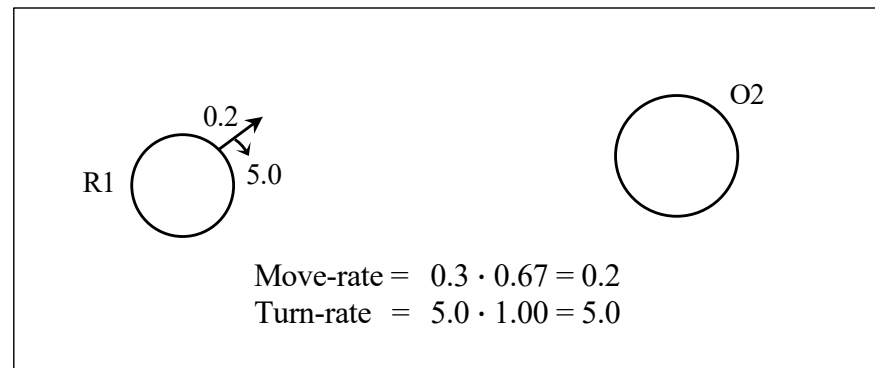 O2
0.2
5.0
R1
Move-rate = 0.3 · 0.67 = 0.2
Turn-rate = 5.0 · 1.00 = 5.0